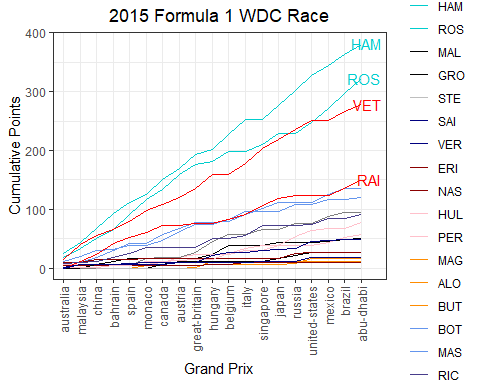 2015 Formula 1 WDC Race
Cumulative Points
400
300
200
100
0
HAM
ROS
VET
RAI
australia
malaysia
china
bahrain
spain
monaco
canada
austria
great-britain
hungary
belgium
italy
singapore
japan
russia
united-states
mexico
brazil
abu-dhabi
Grand Prix
HAM
ROS
MAL
GRO
STE
SAI
VER
ERI
NAS
HUL
PER
MAG
ALO
BUT
BOT
MAS
RIC